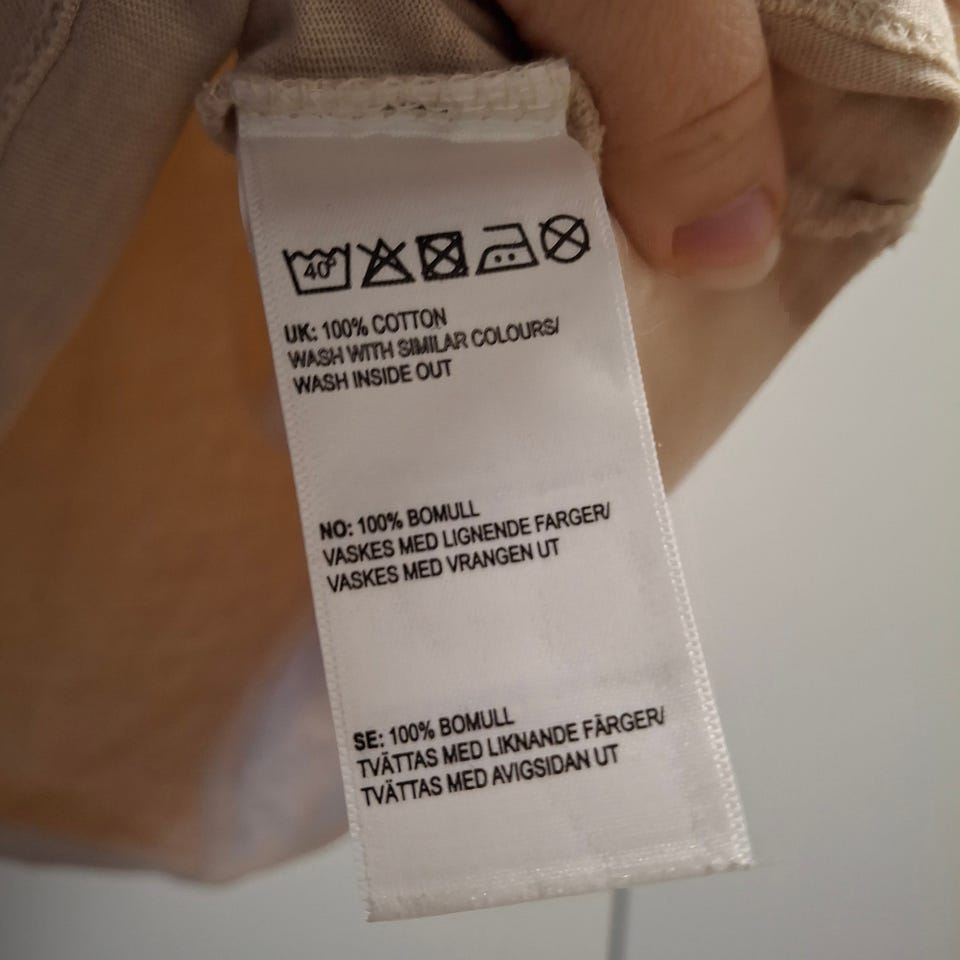 40°
UK: 100% COTTON
WASH WITH SIMILAR COLOURS/
WASH INSIDE OUT
NO: 100% BOMULL
VASKES MED LIGNENDE FARGER/
VASKES MED VRANGEN UT
SE: 100% BOMULL
TVÄTTAS MED LIKNANDE FÄRGER/
TVÄTTAS MED AVIGSIDAN UT